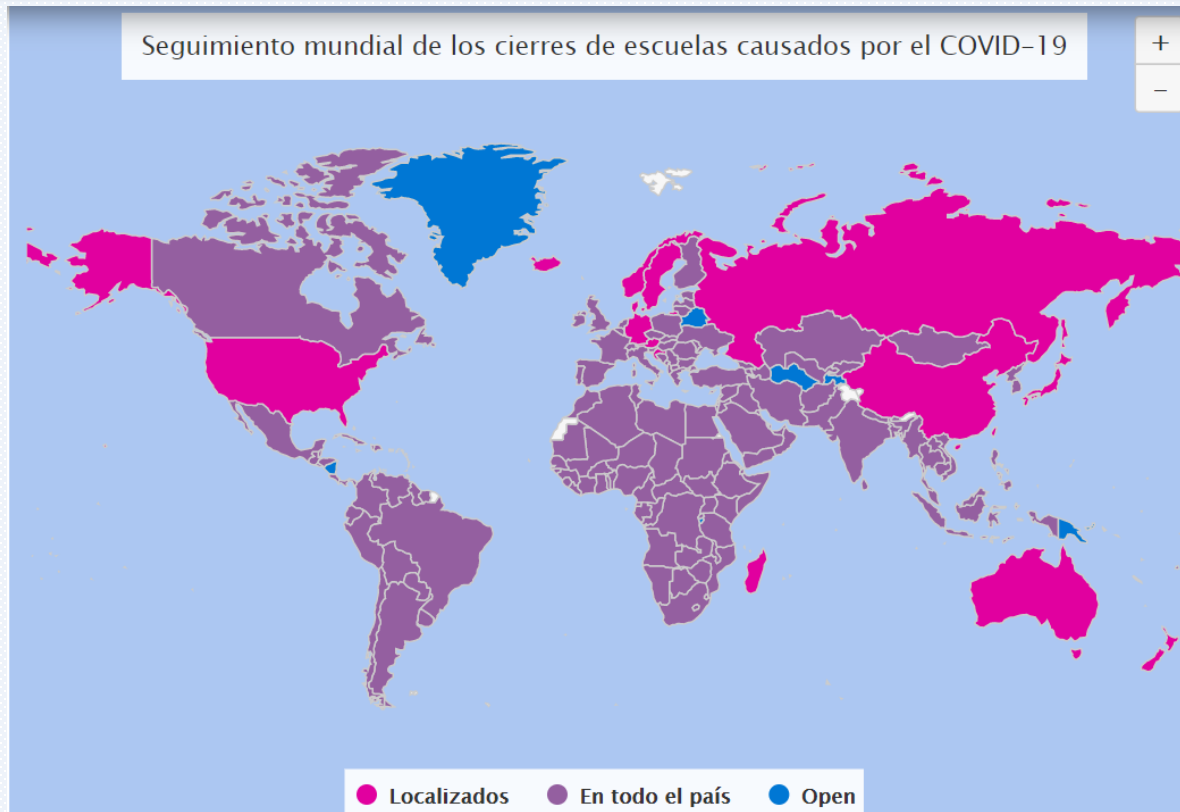 Seguimiento mundial de los cierres de escuelas causados por el COVID-19
+
−
Localizados
En todo el país
Open